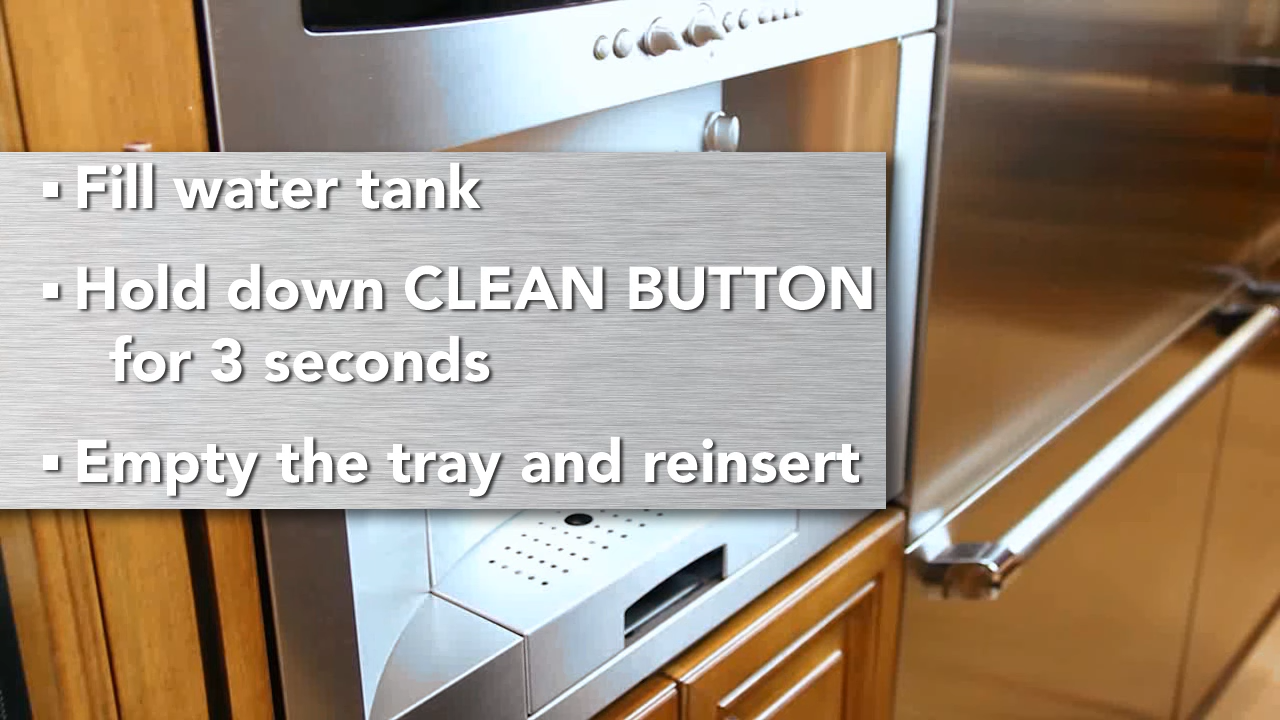 ▪ Fill water tank
▪ Hold down CLEAN BUTTON
for 3 seconds
▪ Empty the tray and reinsert